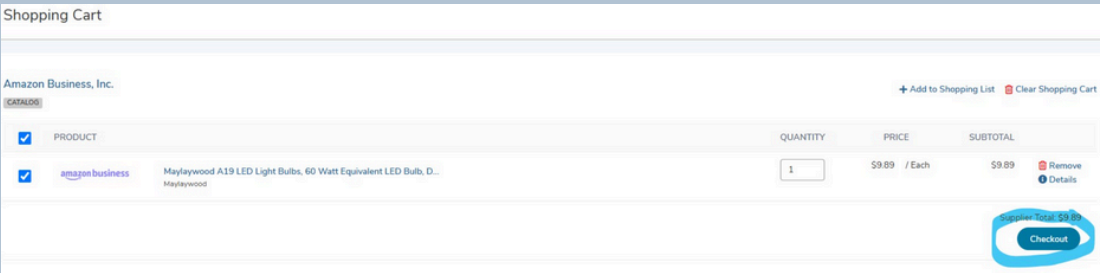 Shopping Cart
Amazon Business, Inc.
CATALOG
Add to Shopping List Clear Shopping Cart
PRODUCT QUANTITY PRICE SUBTOTAL
amazon business Maylaywood A19 LED Light Bulbs, 60 Watt Equivalent LED Bulb, D... 1 $9.89 / Each $9.89 Remove
Maylaywood Details
Supplier Total: $9.89
Checkout